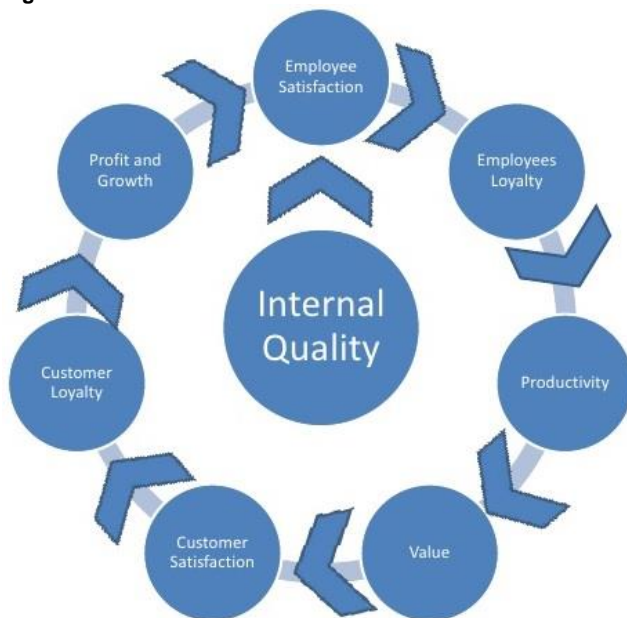 Employee
Satisfaction
Employees
Loyalty
Productivity
Value
Customer
Satisfaction
Customer
Loyalty
Profit and
Growth
Internal
Quality